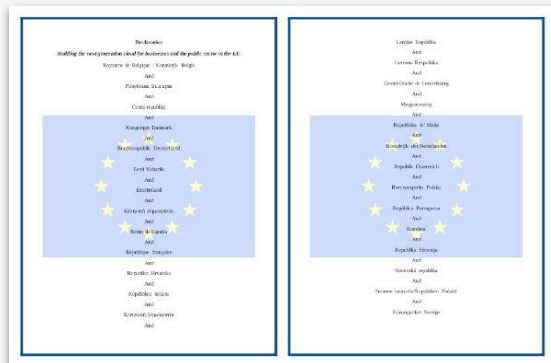 Declaration
Building the next generation cloud for businesses and the public sector in the EU
Royaume de Belgique / Koninkrijk België
And
Република България
And
Česká republika
And
Kongeriget Danmark
And
Bundesrepublik Deutschland
And
Eesti Vabariik
And
Éire/Ireland
And
Ελληνική Δημοκρατία
And
Reino de España
And
République française
And
Republika Hrvatska
And
Repubblica italiana
And
Κυπριακή Δημοκρατία
And
Latvijas Republika
And
Lietuvos Respublika
And
Grand-Duché de Luxembourg
And
Magyarország
And
Repubblika ta' Malta
And
Koninkrijk der Nederlanden
And
Republik Österreich
And
Rzeczpospolita Polska
And
República Portuguesa
And
România
And
Republika Slovenija
And
Slovenská republika
And
Suomen tasavalta/Republiken Finland
And
Konungariket Sverige